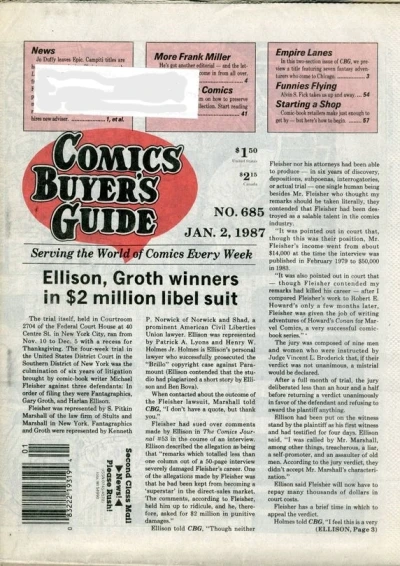 News
Jo Duffy leaves Epic, Campiti titles are
hires new adviser. 1, et al.
More Frank Miller
He's got another editorial — and the let-
come in from all over.
4
Comics
on how to preserve
collection. Start reading
41
Empire Lanes
In this two-section issue of CBG, we pre-
view a title featuring seven fantasy adven-
turers who come to Chicago. 3
Funnies Flying
Alvin S. Fick takes us up and away. 54
Starting a Shop
Comic-book retailers make just enough to
get by — but here's how to begin. 57
COMICS
BUYER'S
GUIDE
$1 50
United States
$2 15
Canada
NO. 685
JAN. 2, 1987
Serving the World of Comics Every Week
Ellison, Groth winners
in $2 million libel suit
The trial itself, held in Courtroom
2704 of the Federal Court House at 40
Centre St. in New York City, ran from
Nov. 10 to Dec. 5 with a recess for
Thanksgiving. The four-week trial in
the United States District Court in the
Southern District of New York was the
culmination of six years of litigation
brought by comic-book writer Michael
Fleisher against three defendants: In
order of filing they were Fantagraphics,
Gary Groth, and Harlan Ellison.
Fleisher was represented by S. Pitkin
Marshall of the law firm of Stults and
Marshall in New York. Fantagraphics
and Groth were represented by Kenneth
P. Norwick of Norwick and Shad, a
prominent American Civil Liberties
Union lawyer. Ellison was represented
by Patrick A. Lyons and Henry W.
Holmes Jr. Holmes is Ellison's personal
lawyer who successfully prosecuted the
"Brillo" copyright case against Para-
mount (Ellison contended that the stu-
dio had plagiarized a short story by Elli-
son and Ben Bova).
When contacted about the outcome of
the Fleisher lawsuit, Marshall told
CBG, "I don't have a quote, but thank
you."
Fleisher had sued over comments
made by Ellison in The Comics Jour-
nal #53 in the course of an interview.
Ellison described the allegation as being
that "remarks which totalled less than
one column out of a 36-page interview
severely damaged Fleisher's career. One
of the allegations made by Fleisher was
that he had been kept from becoming a
'superstar' in the direct-sales market.
The comments, according to Fleisher,
held him up to ridicule, and he, there-
fore, asked for $2 million in punitive
damages."
Ellison told CBG, "Though neither
Fleisher nor his attorneys had been able
to produce — in six years of discovery,
depositions, subpoenas, interrogatories,
or actual trial — one single human being
besides Mr. Fleisher who thought my
remarks should be taken literally, they
contended that Fleisher had been des-
troyed as a salable talent in the comics
industry.
"It was pointed out in court that,
though this was their position, Mr.
Fleisher's income went from about
$14,000 at the time the interview was
published in February 1979 to $50,000
in 1983.
"It was also pointed out in court that
— though Fleisher contended my
remarks had killed his career — after I
compared Fleisher's work to Robert E.
Howard's only a few months later,
Fleisher was given the job of writing
adventures of Howard's Conan for Mar-
vel Comics, a very successful comic-
book series."
The jury was composed of nine men
and women who were instructed by
Judge Vincent L. Broderick that, if their
verdict was not unanimous, a mistrial
would be declared.
After a full month of trial, the jury
deliberated less than an hour and a half
before returning a verdict unanimously
in favor of the defendant and refusing to
award the plaintiff anything.
Ellison had been put on the witness
stand by the plaintiff as his first witness
and had testified for four days. Ellison
said, "I was called by Mr. Marshall,
among other things, treacherous, a liar,
a self-promoter, and an assaulter of old
men. According to the jury verdict, they
didn't accept Mr. Marshall's characteri-
zation."
Ellison said Fleisher will now have to
repay many thousands of dollars in
court costs.
Fleisher has a brief time in which to
appeal the verdict.
Holmes told CBG, "I feel this is a very
(ELLISON, Page 3)
Second Class Mail
News!
Please Rush!